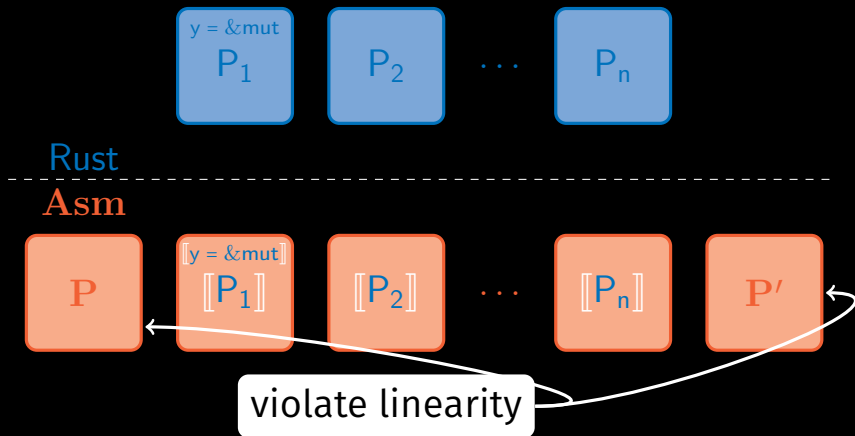 y = &mut
P₁ P₂ ··· Pₙ
Rust
Asm
⟦y = &mut⟧
P ⟦P₁⟧ ⟦P₂⟧ ··· ⟦Pₙ⟧ P′
violate linearity